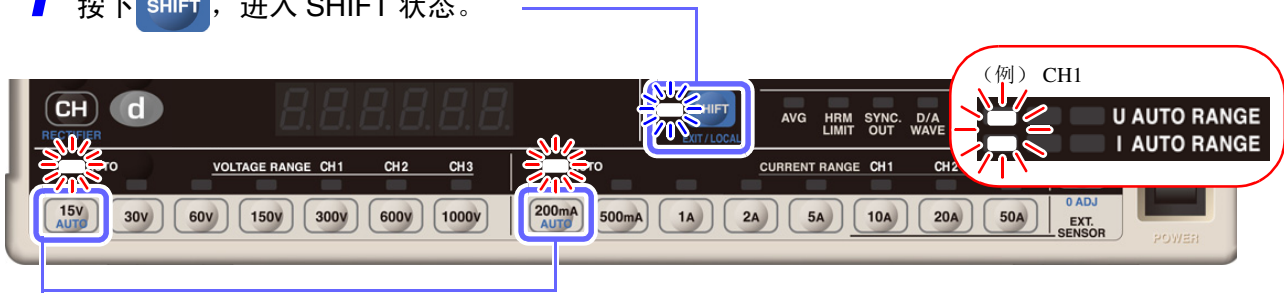 1 按下 SHIFT，进入 SHIFT 状态。
（例） CH1
U AUTO RANGE
I AUTO RANGE
CH d
RECTIFIER
SHIFT
EXIT / LOCAL
AVG HRM LIMIT SYNC. OUT D/A WAVE
VOLTAGE RANGE CH1 CH2 CH3
CURRENT RANGE CH1
15V AUTO 30V 60V 150V 300V 600V 1000V
200mA AUTO 500mA 1A 2A 5A 10A 20A 50A
0 ADJ
EXT. SENSOR
POWER